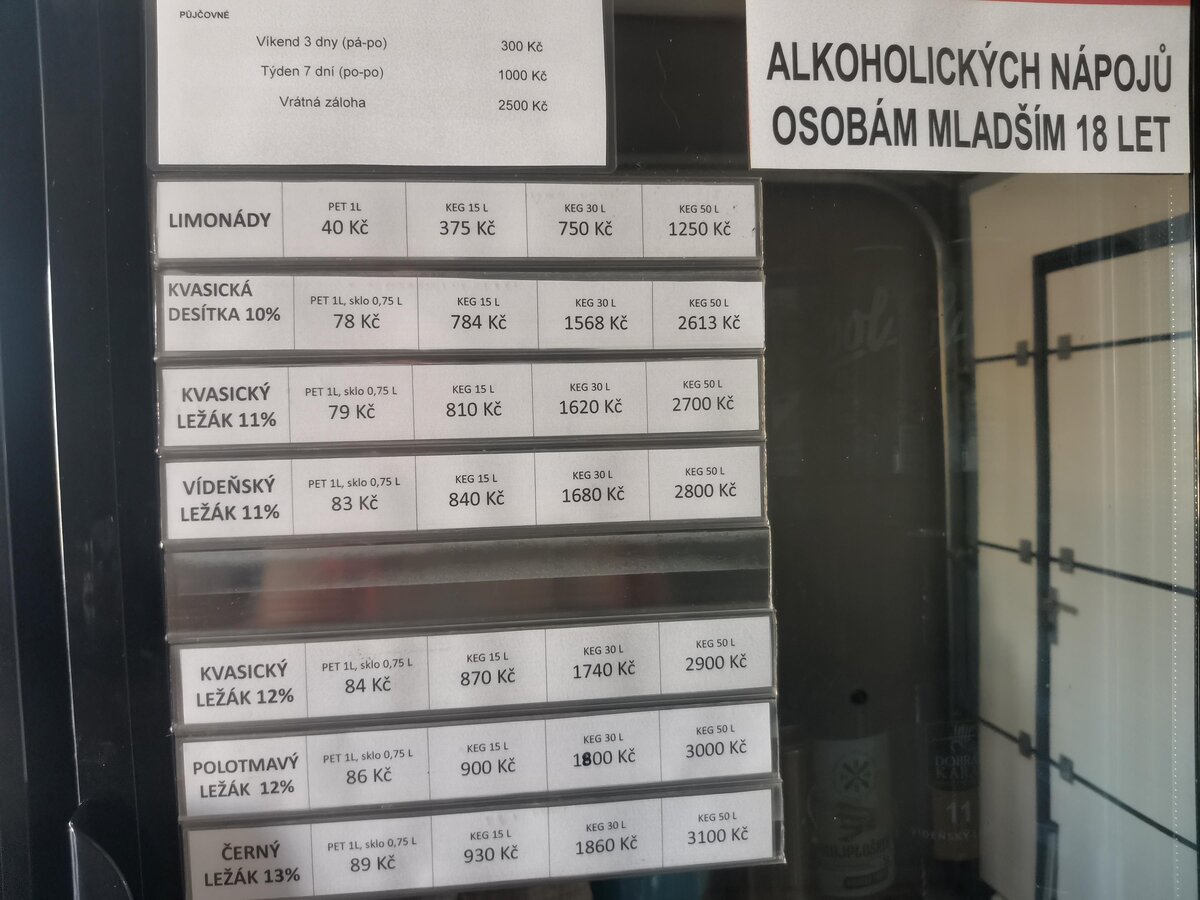 PŮJČOVNÉ
Víkend 3 dny (pá-po) 300 Kč
Týden 7 dní (po-po) 1000 Kč
Vrátná záloha 2500 Kč
ALKOHOLICKÝCH NÁPOJŮ
OSOBÁM MLADŠÍM 18 LET
LIMONÁDY
PET 1L
40 Kč
KEG 15 L
375 Kč
KEG 30 L
750 Kč
KEG 50 L
1250 Kč
KVASICKÁ
DESÍTKA 10%
PET 1L, sklo 0,75 L
78 Kč
KEG 15 L
784 Kč
KEG 30 L
1568 Kč
KEG 50 L
2613 Kč
KVASICKÝ
LEŽÁK 11%
PET 1L, sklo 0,75 L
79 Kč
KEG 15 L
810 Kč
KEG 30 L
1620 Kč
KEG 50 L
2700 Kč
VÍDEŇSKÝ
LEŽÁK 11%
PET 1L, sklo 0,75 L
83 Kč
KEG 15 L
840 Kč
KEG 30 L
1680 Kč
KEG 50 L
2800 Kč
KVASICKÝ
LEŽÁK 12%
PET 1L, sklo 0,75 L
84 Kč
KEG 15 L
870 Kč
KEG 30 L
1740 Kč
KEG 50 L
2900 Kč
POLOTMAVÝ
LEŽÁK 12%
PET 1L, sklo 0,75 L
86 Kč
KEG 15 L
900 Kč
KEG 30 L
1800 Kč
KEG 50 L
3000 Kč
ČERNÝ
LEŽÁK 13%
PET 1L, sklo 0,75 L
89 Kč
KEG 15 L
930 Kč
KEG 30 L
1860 Kč
KEG 50 L
3100 Kč
11